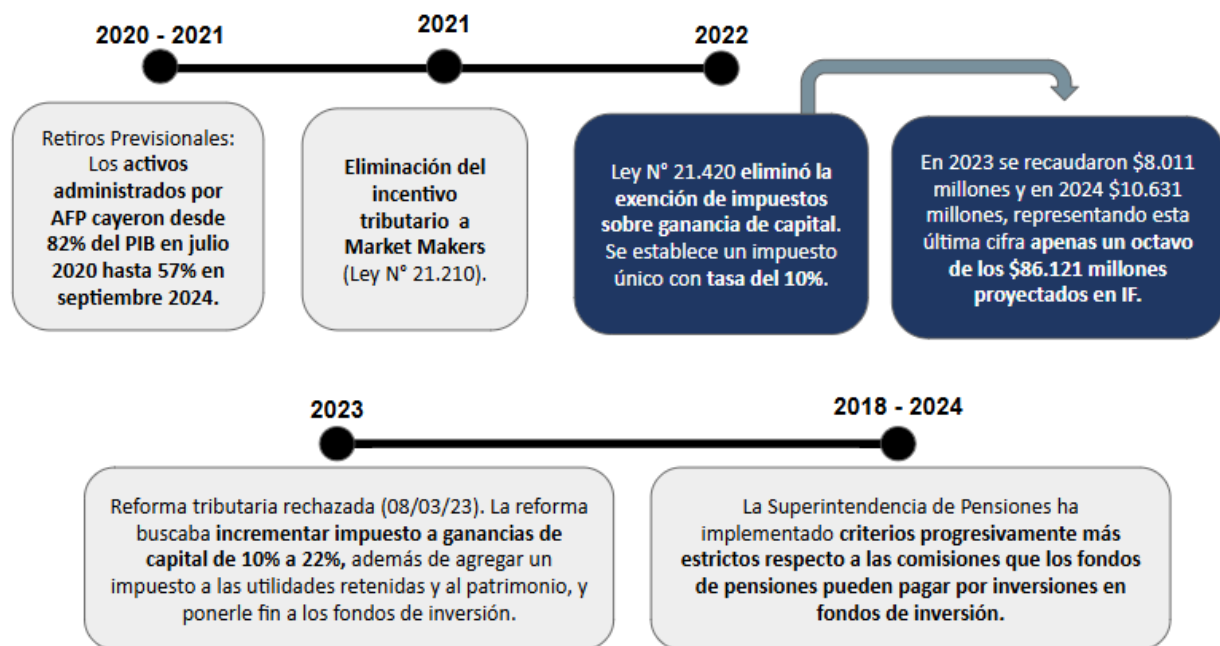 2020 - 2021
2021
2022
Retiros Previsionales:
Los activos
administrados por
AFP cayeron desde
82% del PIB en julio
2020 hasta 57% en
septiembre 2024.
Eliminación del
incentivo
tributario a
Market Makers
(Ley N° 21.210).
Ley N° 21.420 eliminó la
exención de impuestos
sobre ganancia de capital.
Se establece un impuesto
único con tasa del 10%.
En 2023 se recaudaron $8.011
millones y en 2024 $10.631
millones, representando esta
última cifra apenas un octavo
de los $86.121 millones
proyectados en IF.
2023
2018 - 2024
Reforma tributaria rechazada (08/03/23). La reforma
buscaba incrementar impuesto a ganancias de
capital de 10% a 22%, además de agregar un
impuesto a las utilidades retenidas y al patrimonio, y
ponerle fin a los fondos de inversión.
La Superintendencia de Pensiones ha
implementado criterios progresivamente más
estrictos respecto a las comisiones que los fondos
de pensiones pueden pagar por inversiones en
fondos de inversión.